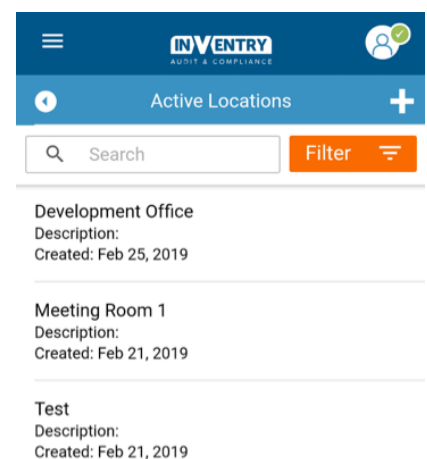 INVENTRY
AUDIT & COMPLIANCE
Active Locations
Search
Filter
Development Office
Description:
Created: Feb 25, 2019
Meeting Room 1
Description:
Created: Feb 21, 2019
Test
Description:
Created: Feb 21, 2019